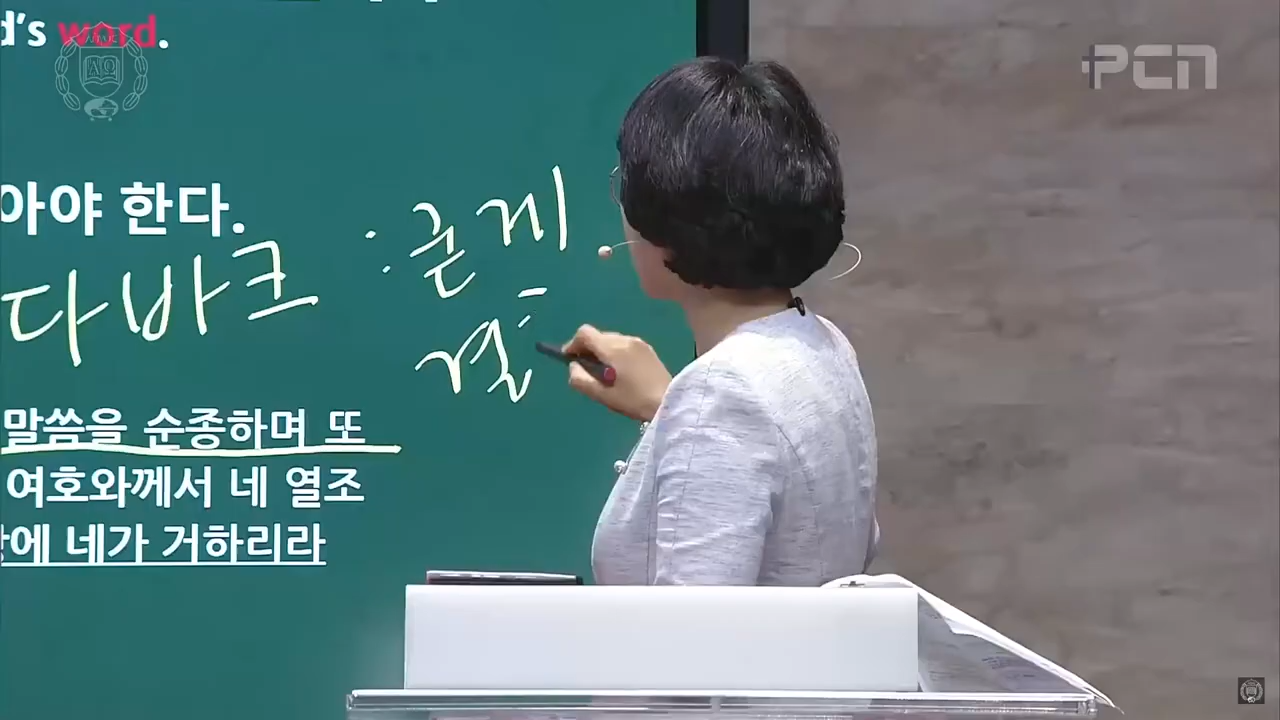 d's word.
PCN
아야 한다.
다바크 : 굳게
말씀을 순종하며 또
여호와께서 네 열조
에 네가 거하리라